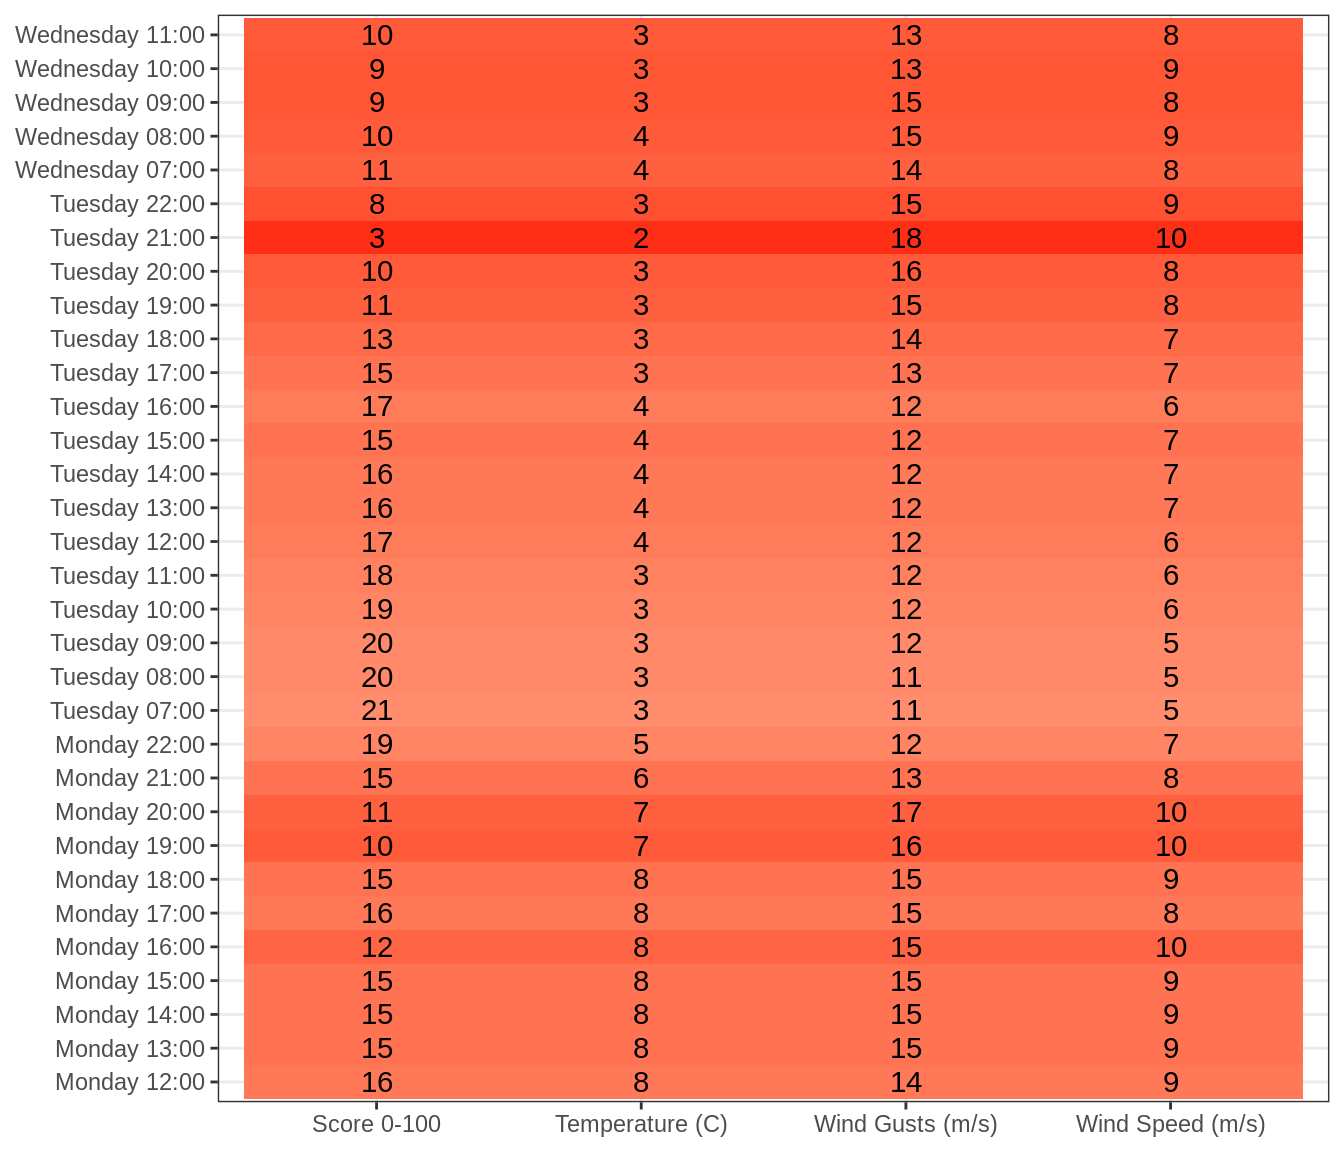 Wednesday 11:00 10 3 13 8
Wednesday 10:00 9 3 13 9
Wednesday 09:00 9 3 15 8
Wednesday 08:00 10 4 15 9
Wednesday 07:00 11 4 14 8
Tuesday 22:00 8 3 15 9
Tuesday 21:00 3 2 18 10
Tuesday 20:00 10 3 16 8
Tuesday 19:00 11 3 15 8
Tuesday 18:00 13 3 14 7
Tuesday 17:00 15 3 13 7
Tuesday 16:00 17 4 12 6
Tuesday 15:00 15 4 12 7
Tuesday 14:00 16 4 12 7
Tuesday 13:00 16 4 12 7
Tuesday 12:00 17 4 12 6
Tuesday 11:00 18 3 12 6
Tuesday 10:00 19 3 12 6
Tuesday 09:00 20 3 12 5
Tuesday 08:00 20 3 11 5
Tuesday 07:00 21 3 11 5
Monday 22:00 19 5 12 7
Monday 21:00 15 6 13 8
Monday 20:00 11 7 17 10
Monday 19:00 10 7 16 10
Monday 18:00 15 8 15 9
Monday 17:00 16 8 15 8
Monday 16:00 12 8 15 10
Monday 15:00 15 8 15 9
Monday 14:00 15 8 15 9
Monday 13:00 15 8 15 9
Monday 12:00 16 8 14 9
Score 0-100 Temperature (C) Wind Gusts (m/s) Wind Speed (m/s)